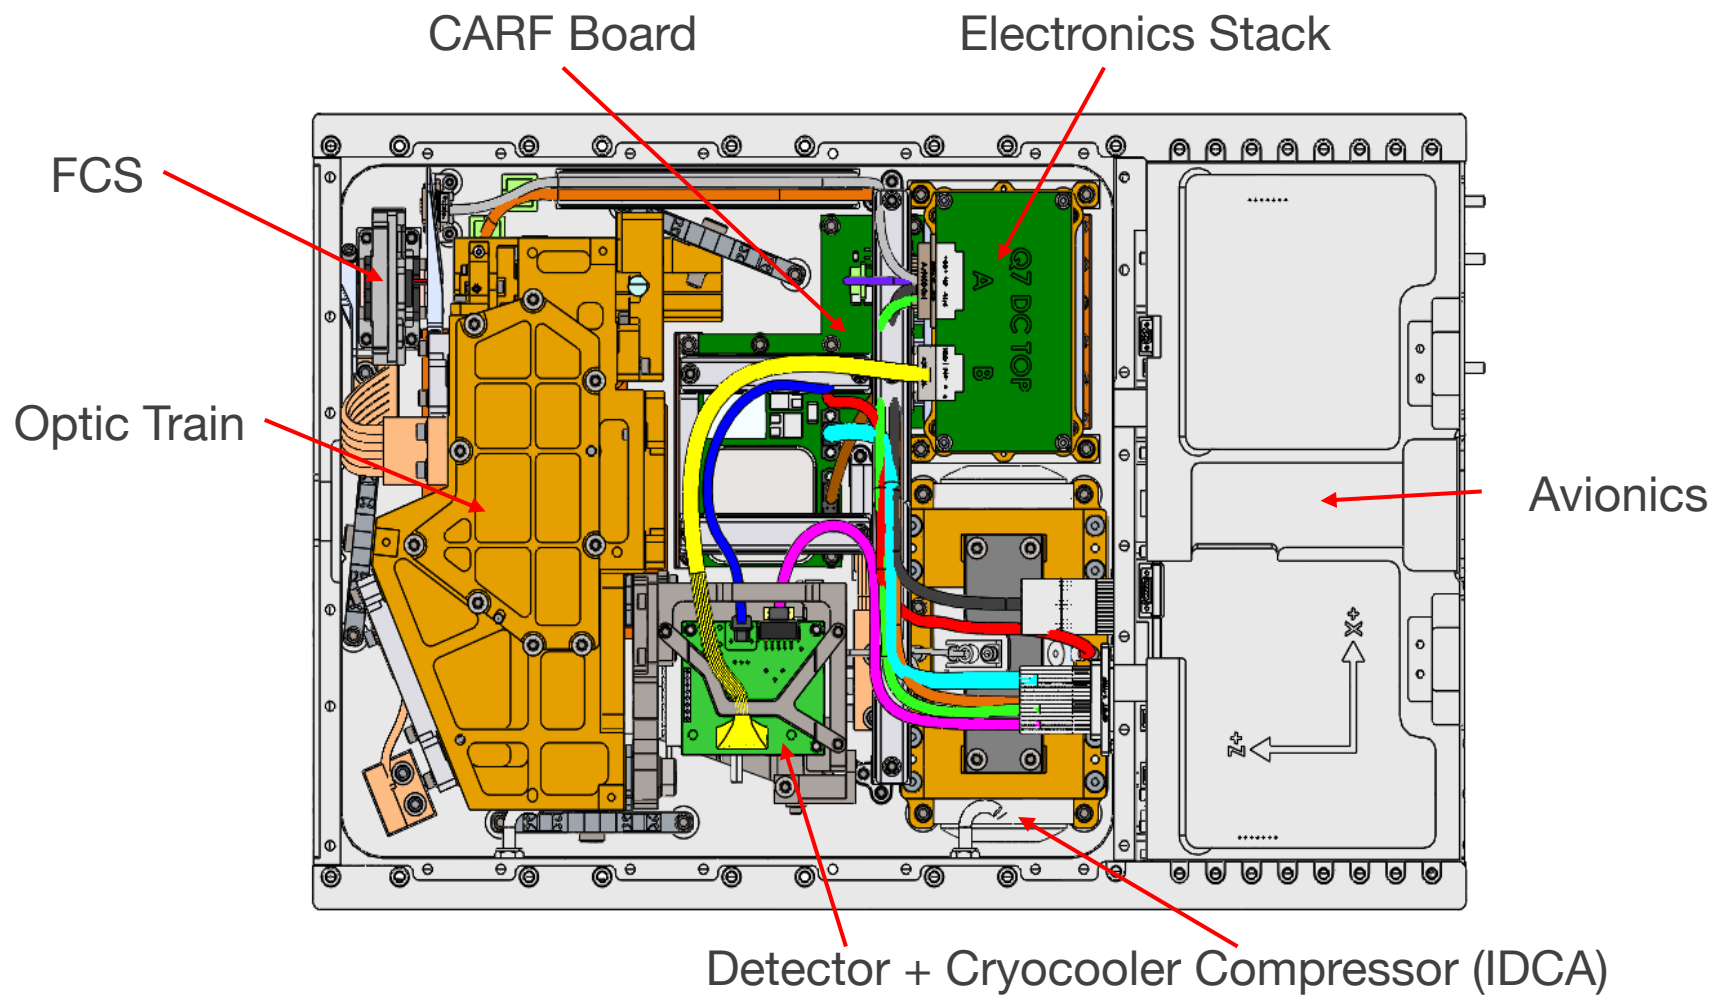 CARF Board
Electronics Stack
FCS
Optic Train
Q7 DC TOP
A
B
Avionics
X+
Z+
Detector + Cryocooler Compressor (IDCA)